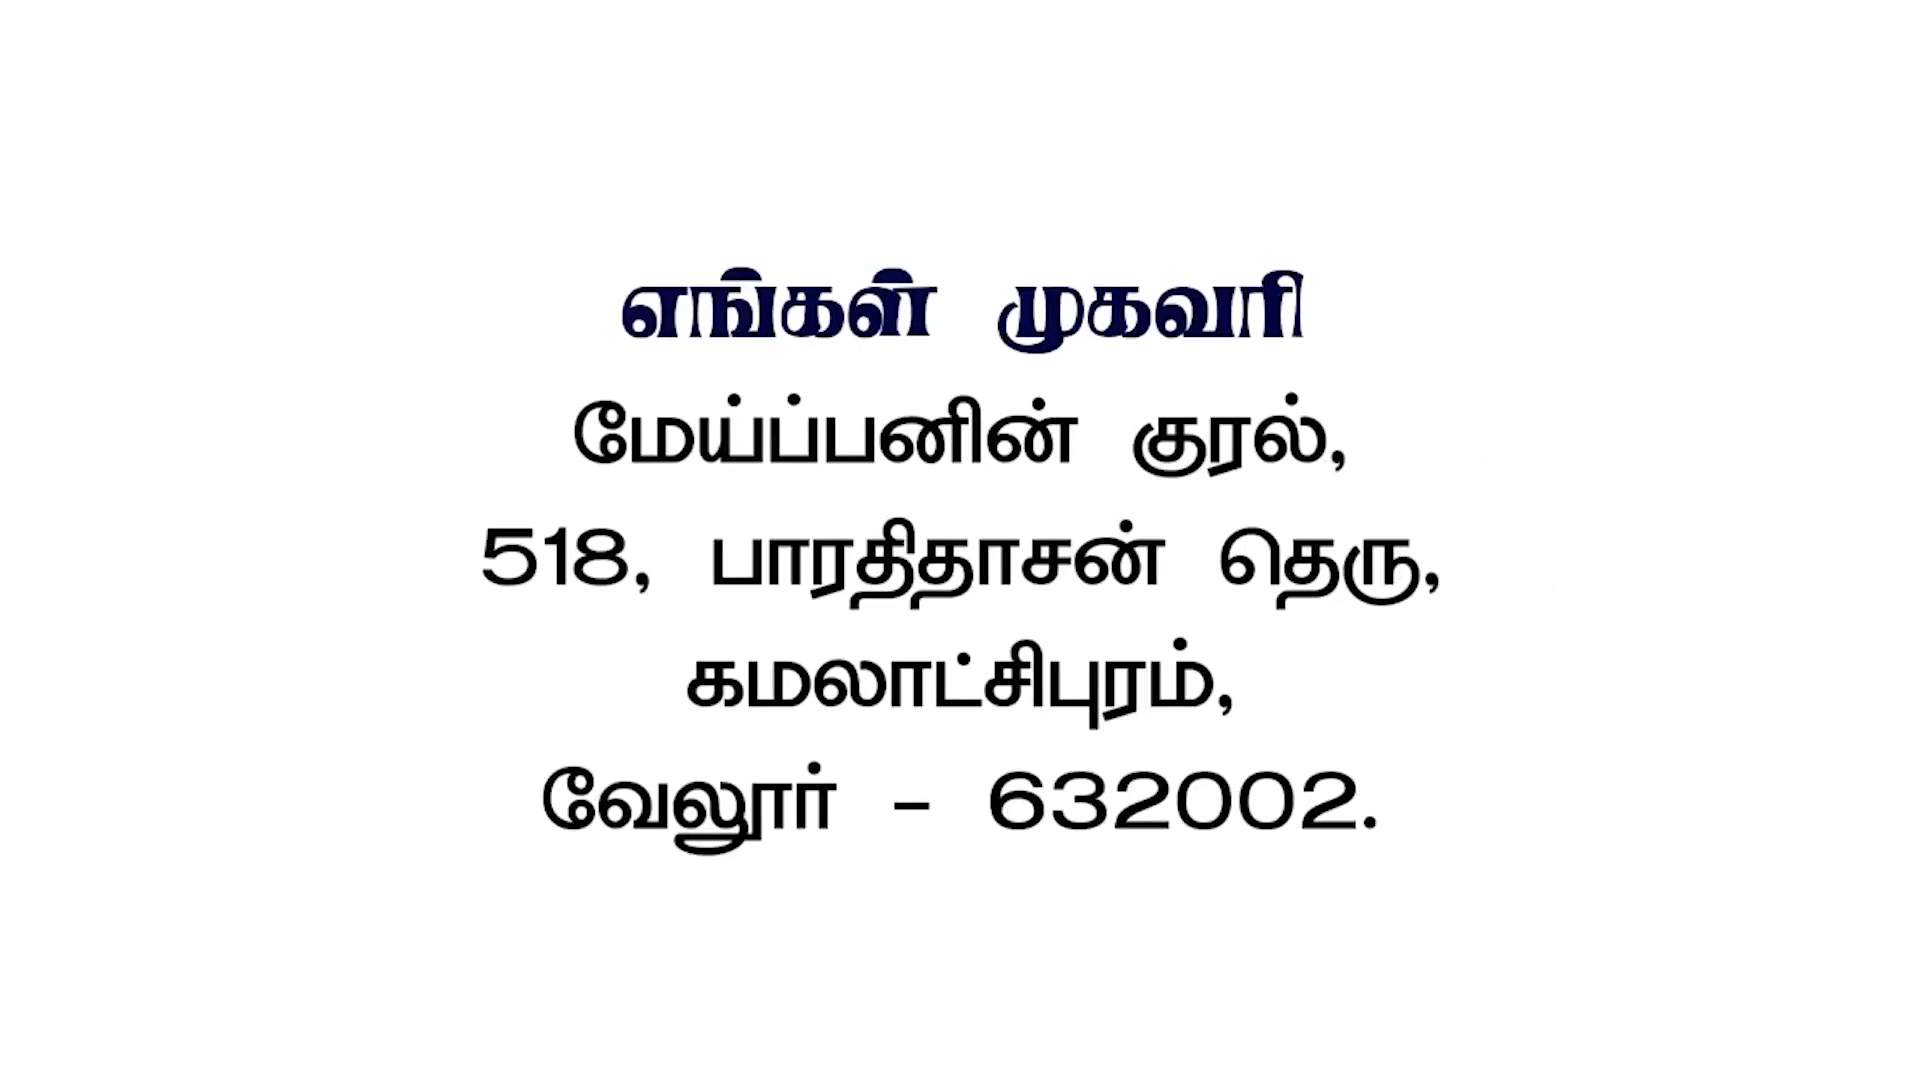 எங்கள் முகவரி
மேய்ப்பனின் குரல்,
518, பாரதிதாசன் தெரு,
கமலாட்சிபுரம்,
வேலூர் - 632002.